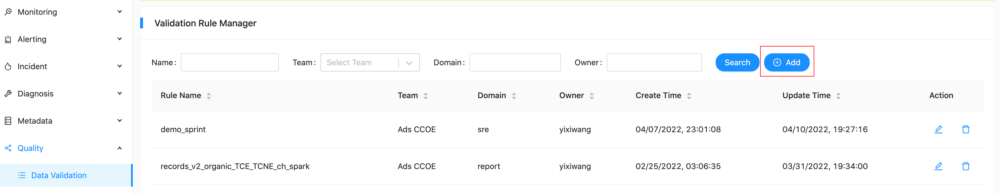 Monitoring
Alerting
Incident
Diagnosis
Metadata
Quality
Data Validation
Validation Rule Manager
Name: Team: Select Team Domain: Owner: Search Add
Rule Name Team Domain Owner Create Time Update Time Action
demo_sprint Ads CCOE sre yixiwang 04/07/2022, 23:01:08 04/10/2022, 19:27:16
records_v2_organic_TCE_TCNE_ch_spark Ads CCOE report yixiwang 02/25/2022, 03:06:35 03/31/2022, 19:34:00